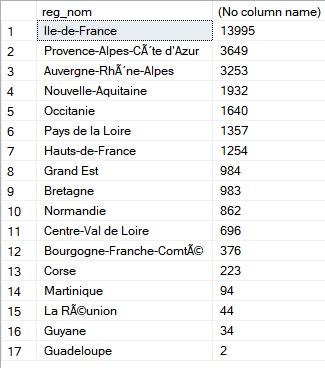 reg_nom (No column name)
1 Ile-de-France 13995
2 Provence-Alpes-CÃ´te d'Azur 3649
3 Auvergne-RhÃ´ne-Alpes 3253
4 Nouvelle-Aquitaine 1932
5 Occitanie 1640
6 Pays de la Loire 1357
7 Hauts-de-France 1254
8 Grand Est 984
9 Bretagne 983
10 Normandie 862
11 Centre-Val de Loire 696
12 Bourgogne-Franche-ComtÃ© 376
13 Corse 223
14 Martinique 94
15 La RÃ©union 44
16 Guyane 34
17 Guadeloupe 2